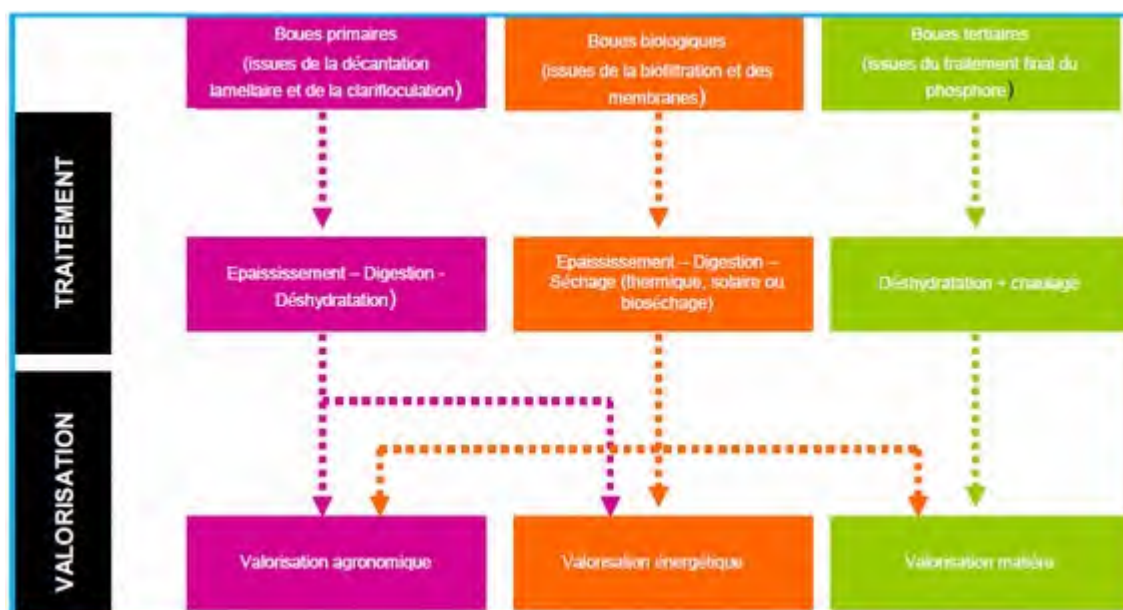 Boues primaires
(issues de la décantation
lamellaire et de la clarifloculation)
Boues biologiques
(issues de la biofiltration et des
membranes)
Boues tertiaires
(issues du traitement final du
phosphore)
TRAITEMENT
Epaississement – Digestion -
Déshydratation)
Epaississement – Digestion –
Séchage (thermique, solaire ou
bioséchage)
Déshydratation + chaulage
VALORISATION
Valorisation agronomique
Valorisation énergétique
Valorisation matière